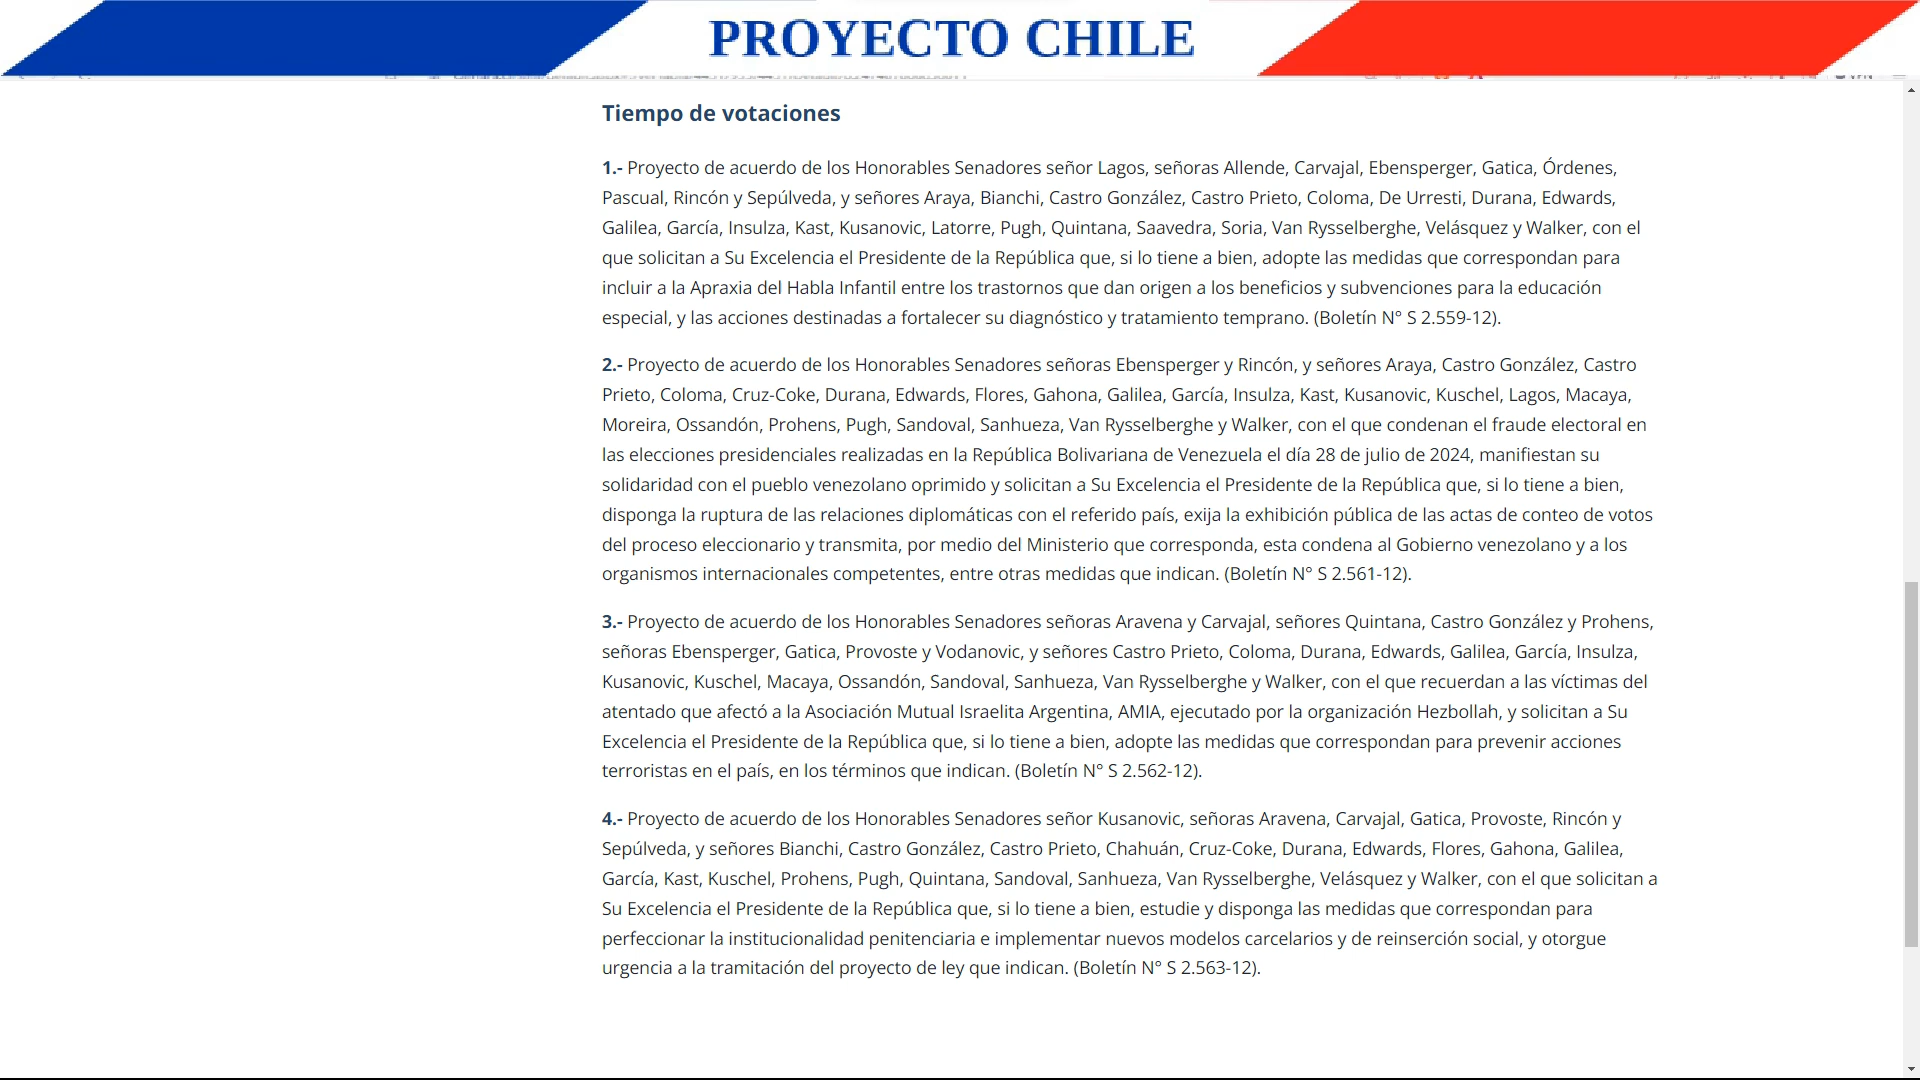 PROYECTO CHILE
Tiempo de votaciones
1.- Proyecto de acuerdo de los Honorables Senadores señor Lagos, señoras Allende, Carvajal, Ebensperger, Gatica, Órdenes,
Pascual, Rincón y Sepúlveda, y señores Araya, Bianchi, Castro González, Castro Prieto, Coloma, De Urresti, Durana, Edwards,
Galilea, García, Insulza, Kast, Kusanovic, Latorre, Pugh, Quintana, Saavedra, Soria, Van Rysselberghe, Velásquez y Walker, con el
que solicitan a Su Excelencia el Presidente de la República que, si lo tiene a bien, adopte las medidas que correspondan para
incluir a la Apraxia del Habla Infantil entre los trastornos que dan origen a los beneficios y subvenciones para la educación
especial, y las acciones destinadas a fortalecer su diagnóstico y tratamiento temprano. (Boletín N° S 2.559-12).
2.- Proyecto de acuerdo de los Honorables Senadores señoras Ebensperger y Rincón, y señores Araya, Castro González, Castro
Prieto, Coloma, Cruz-Coke, Durana, Edwards, Flores, Gahona, Galilea, García, Insulza, Kast, Kusanovic, Kuschel, Lagos, Macaya,
Moreira, Ossandón, Prohens, Pugh, Sandoval, Sanhueza, Van Rysselberghe y Walker, con el que condenan el fraude electoral en
las elecciones presidenciales realizadas en la República Bolivariana de Venezuela el día 28 de julio de 2024, manifiestan su
solidaridad con el pueblo venezolano oprimido y solicitan a Su Excelencia el Presidente de la República que, si lo tiene a bien,
disponga la ruptura de las relaciones diplomáticas con el referido país, exija la exhibición pública de las actas de conteo de votos
del proceso eleccionario y transmita, por medio del Ministerio que corresponda, esta condena al Gobierno venezolano y a los
organismos internacionales competentes, entre otras medidas que indican. (Boletín N° S 2.561-12).
3.- Proyecto de acuerdo de los Honorables Senadores señoras Aravena y Carvajal, señores Quintana, Castro González y Prohens,
señoras Ebensperger, Gatica, Provoste y Vodanovic, y señores Castro Prieto, Coloma, Durana, Edwards, Galilea, García, Insulza,
Kusanovic, Kuschel, Macaya, Ossandón, Sandoval, Sanhueza, Van Rysselberghe y Walker, con el que recuerdan a las víctimas del
atentado que afectó a la Asociación Mutual Israelita Argentina, AMIA, ejecutado por la organización Hezbollah, y solicitan a Su
Excelencia el Presidente de la República que, si lo tiene a bien, adopte las medidas que correspondan para prevenir acciones
terroristas en el país, en los términos que indican. (Boletín N° S 2.562-12).
4.- Proyecto de acuerdo de los Honorables Senadores señor Kusanovic, señoras Aravena, Carvajal, Gatica, Provoste, Rincón y
Sepúlveda, y señores Bianchi, Castro González, Castro Prieto, Chahuán, Cruz-Coke, Durana, Edwards, Flores, Gahona, Galilea,
García, Kast, Kuschel, Prohens, Pugh, Quintana, Sandoval, Sanhueza, Van Rysselberghe, Velásquez y Walker, con el que solicitan a
Su Excelencia el Presidente de la República que, si lo tiene a bien, estudie y disponga las medidas que correspondan para
perfeccionar la institucionalidad penitenciaria e implementar nuevos modelos carcelarios y de reinserción social, y otorgue
urgencia a la tramitación del proyecto de ley que indican. (Boletín N° S 2.563-12).